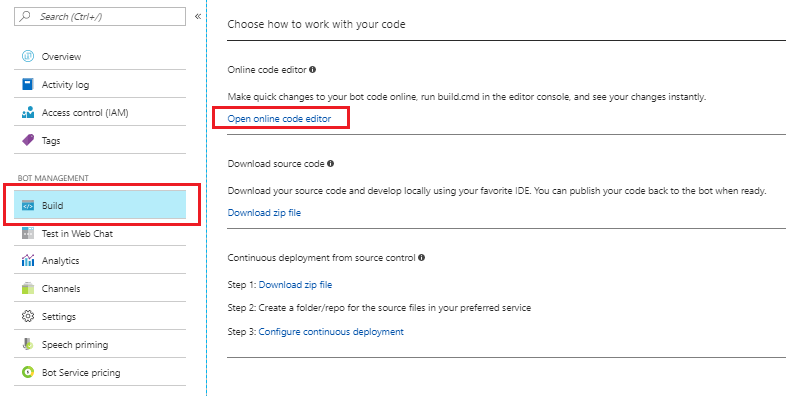 Search (Ctrl+/)
«
Overview
Activity log
Access control (IAM)
Tags
BOT MANAGEMENT
Build
Test in Web Chat
Analytics
Channels
Settings
Speech priming
Bot Service pricing
Choose how to work with your code
Online code editor
Make quick changes to your bot code online, run build.cmd in the editor console, and see your changes instantly.
Open online code editor
Download source code
Download your source code and develop locally using your favorite IDE. You can publish your code back to the bot when ready.
Download zip file
Continuous deployment from source control
Step 1: Download zip file
Step 2: Create a folder/repo for the source files in your preferred service
Step 3: Configure continuous deployment